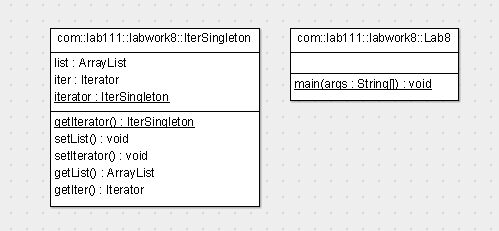 com::lab111::labwork8::IterSingleton
list : ArrayList
iter : Iterator
iterator : IterSingleton
getIterator() : IterSingleton
setList() : void
setIterator() : void
getList() : ArrayList
getIter() : Iterator
com::lab111::labwork8::Lab8
main(args : String[]) : void